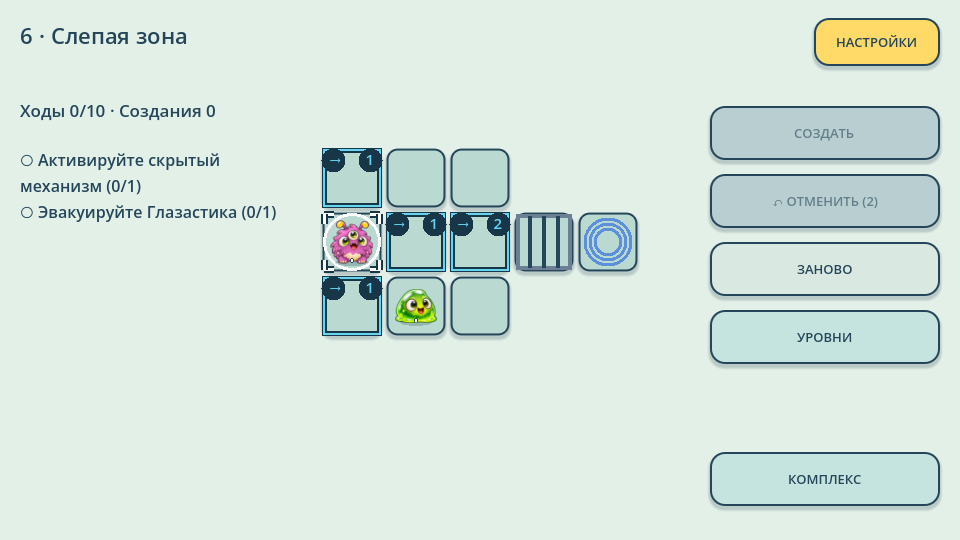 6 · Слепая зона
НАСТРОЙКИ
Ходы 0/10 · Создания 0
○ Активируйте скрытый
механизм (0/1)
○ Эвакуируйте Глазастика (0/1)
→ 1
→ 1
→ 2
→ 1
СОЗДАТЬ
↶ ОТМЕНИТЬ (2)
ЗАНОВО
УРОВНИ
КОМПЛЕКС